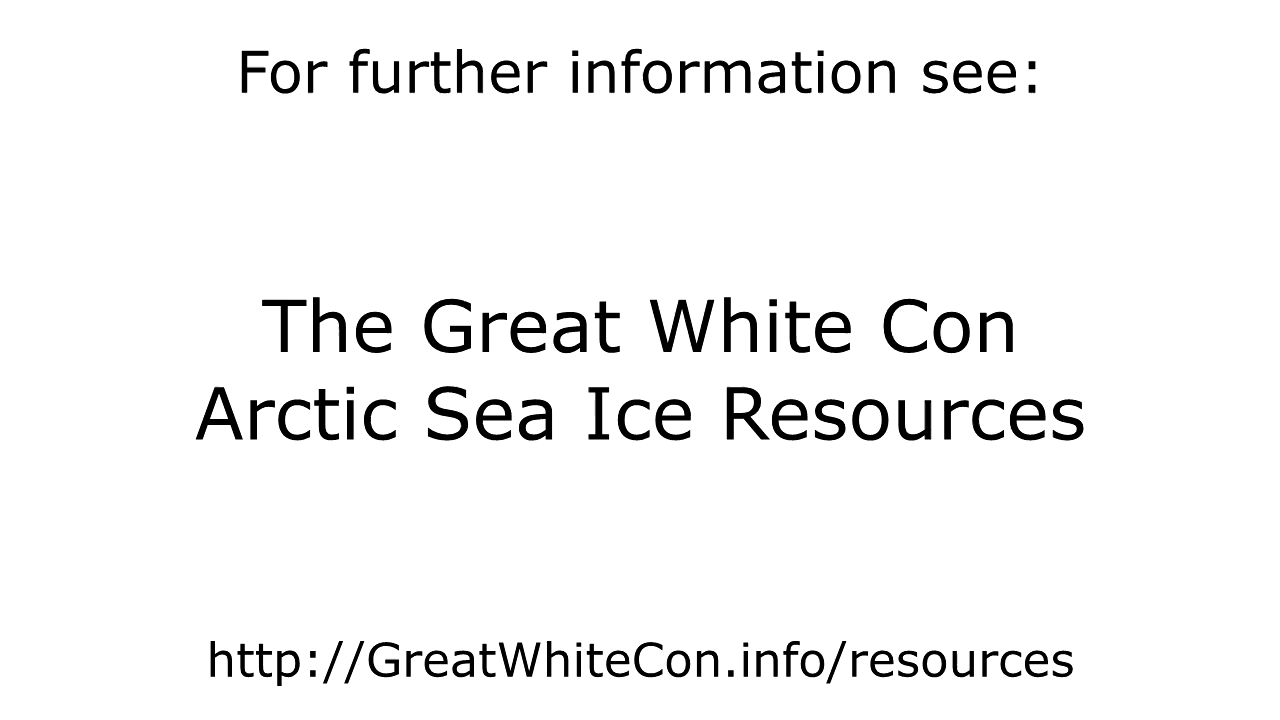 For further information see:
The Great White Con
Arctic Sea Ice Resources
http://GreatWhiteCon.info/resources